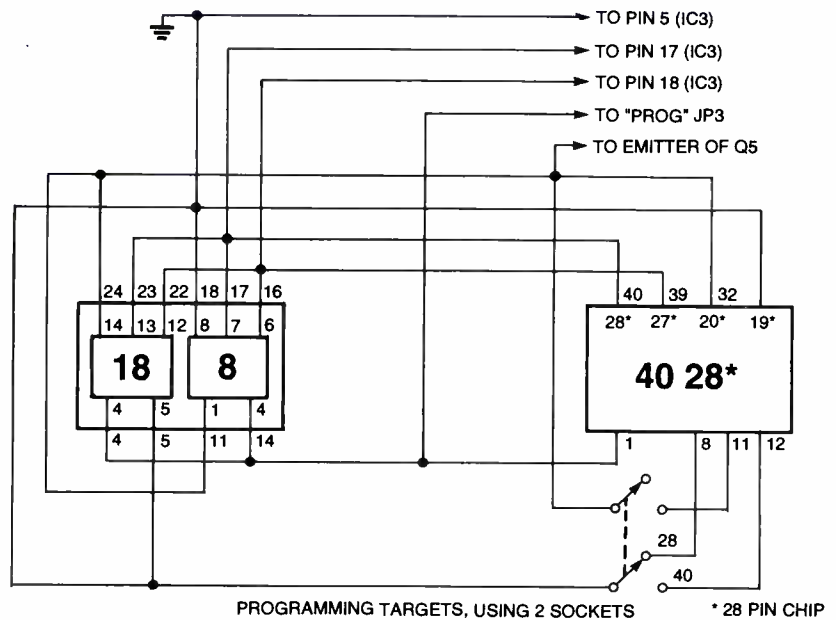 TO PIN 5 (IC3)
TO PIN 17 (IC3)
TO PIN 18 (IC3)
TO "PROG" JP3
TO EMITTER OF Q5
24 23 22 18 17 16
14 13 12 8 7 6
18 8
4 5 1 4
4 5 11 14
40 39 32
28* 27* 20* 19*
40 28*
1 8 11 12
28
40
PROGRAMMING TARGETS, USING 2 SOCKETS
* 28 PIN CHIP